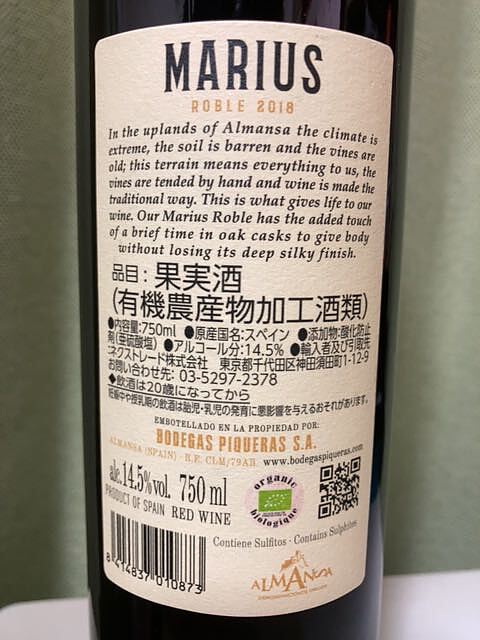 MARIUS
ROBLE 2018
In the uplands of Almansa the climate is
extreme, the soil is barren and the vines are
old; this terrain means everything to us, the
vines are tended by hand and wine is made the
traditional way. This is what gives life to our
wine. Our Marius Roble has the added touch
of a brief time in oak casks to give body
without losing its deep silky finish.
品目：果実酒
(有機農産物加工酒類)
●内容量:750ml ●原産国名:スペイン ●添加物:酸化防止
剤(亜硫酸塩) ●アルコール分:14.5% ●輸入者及び引取先
:ネクストレード株式会社 東京都千代田区神田須田町1-12-9
お問い合わせ先: 03-5297-2378
◆飲酒は20歳になってから
妊娠中や授乳期の飲酒は胎児・乳児の発育に悪影響を与えるおそれがあります。
EMBOTELLADO EN LA PROPIEDAD POR:
BODEGAS PIQUERAS S.A.
ALMANSA (SPAIN) - R.E. CLM/79AB www.bodegaspiqueras.com
alc.14.5%vol. 750 ml
PRODUCT OF SPAIN RED WINE
organic
biologique
Contiene Sulfitos · Contains Sulphites
8 414837 010873
ALMANSA